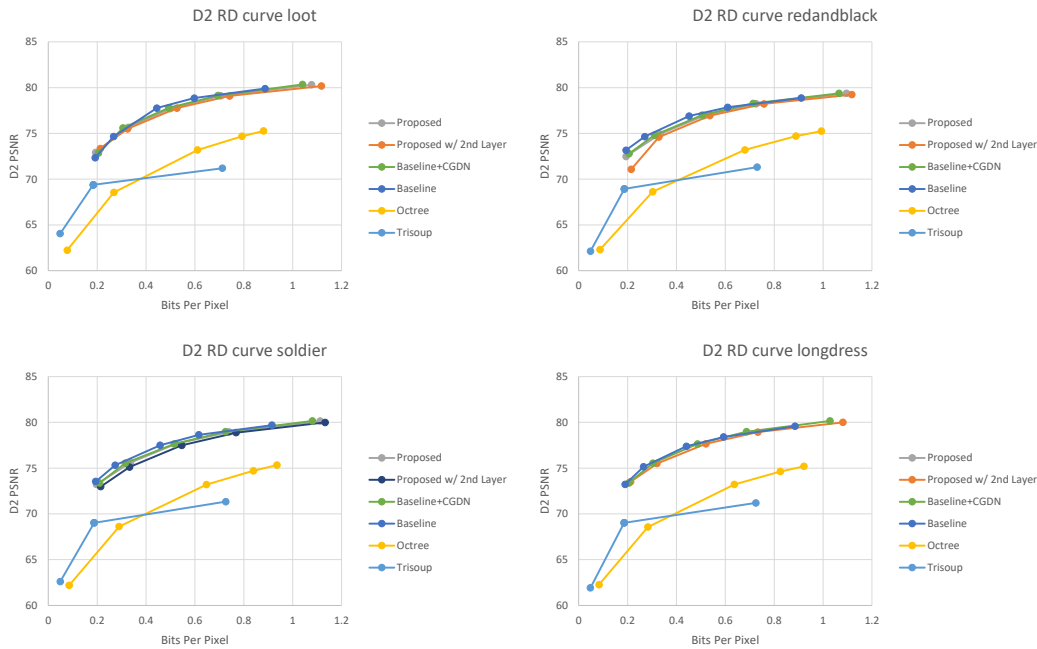 D2 RD curve loot
85
80
75
70
65
60
D2 PSNR
0
0.2
0.4
0.6
0.8
1
1.2
Bits Per Pixel
Proposed
Proposed w/ 2nd Layer
Baseline+CGDN
Baseline
Octree
Trisoup
D2 RD curve redandblack
85
80
75
70
65
60
D2 PSNR
0
0.2
0.4
0.6
0.8
1
1.2
Bits Per Pixel
Proposed
Proposed w/ 2nd Layer
Baseline+CGDN
Baseline
Octree
Trisoup
D2 RD curve soldier
85
80
75
70
65
60
D2 PSNR
0
0.2
0.4
0.6
0.8
1
1.2
Bits Per Pixel
Proposed
Proposed w/ 2nd Layer
Baseline+CGDN
Baseline
Octree
Trisoup
D2 RD curve longdress
85
80
75
70
65
60
D2 PSNR
0
0.2
0.4
0.6
0.8
1
1.2
Bits Per Pixel
Proposed
Proposed w/ 2nd Layer
Baseline+CGDN
Baseline
Octree
Trisoup